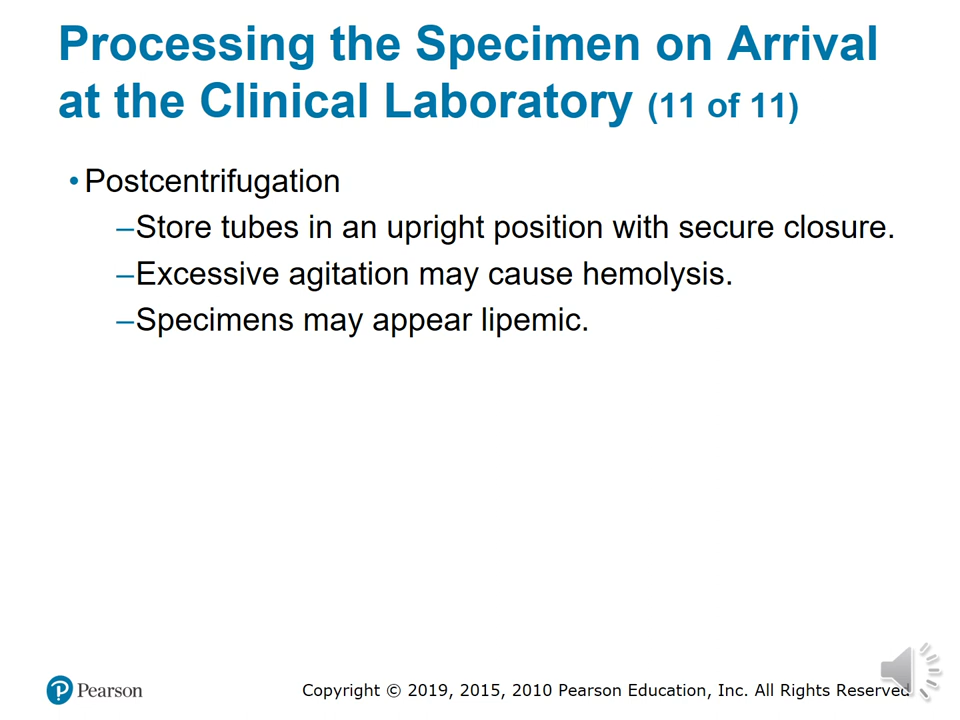 Processing the Specimen on Arrival
at the Clinical Laboratory (11 of 11)
• Postcentrifugation
–Store tubes in an upright position with secure closure.
–Excessive agitation may cause hemolysis.
–Specimens may appear lipemic.
Pearson
Copyright © 2019, 2015, 2010 Pearson Education, Inc. All Rights Reserved